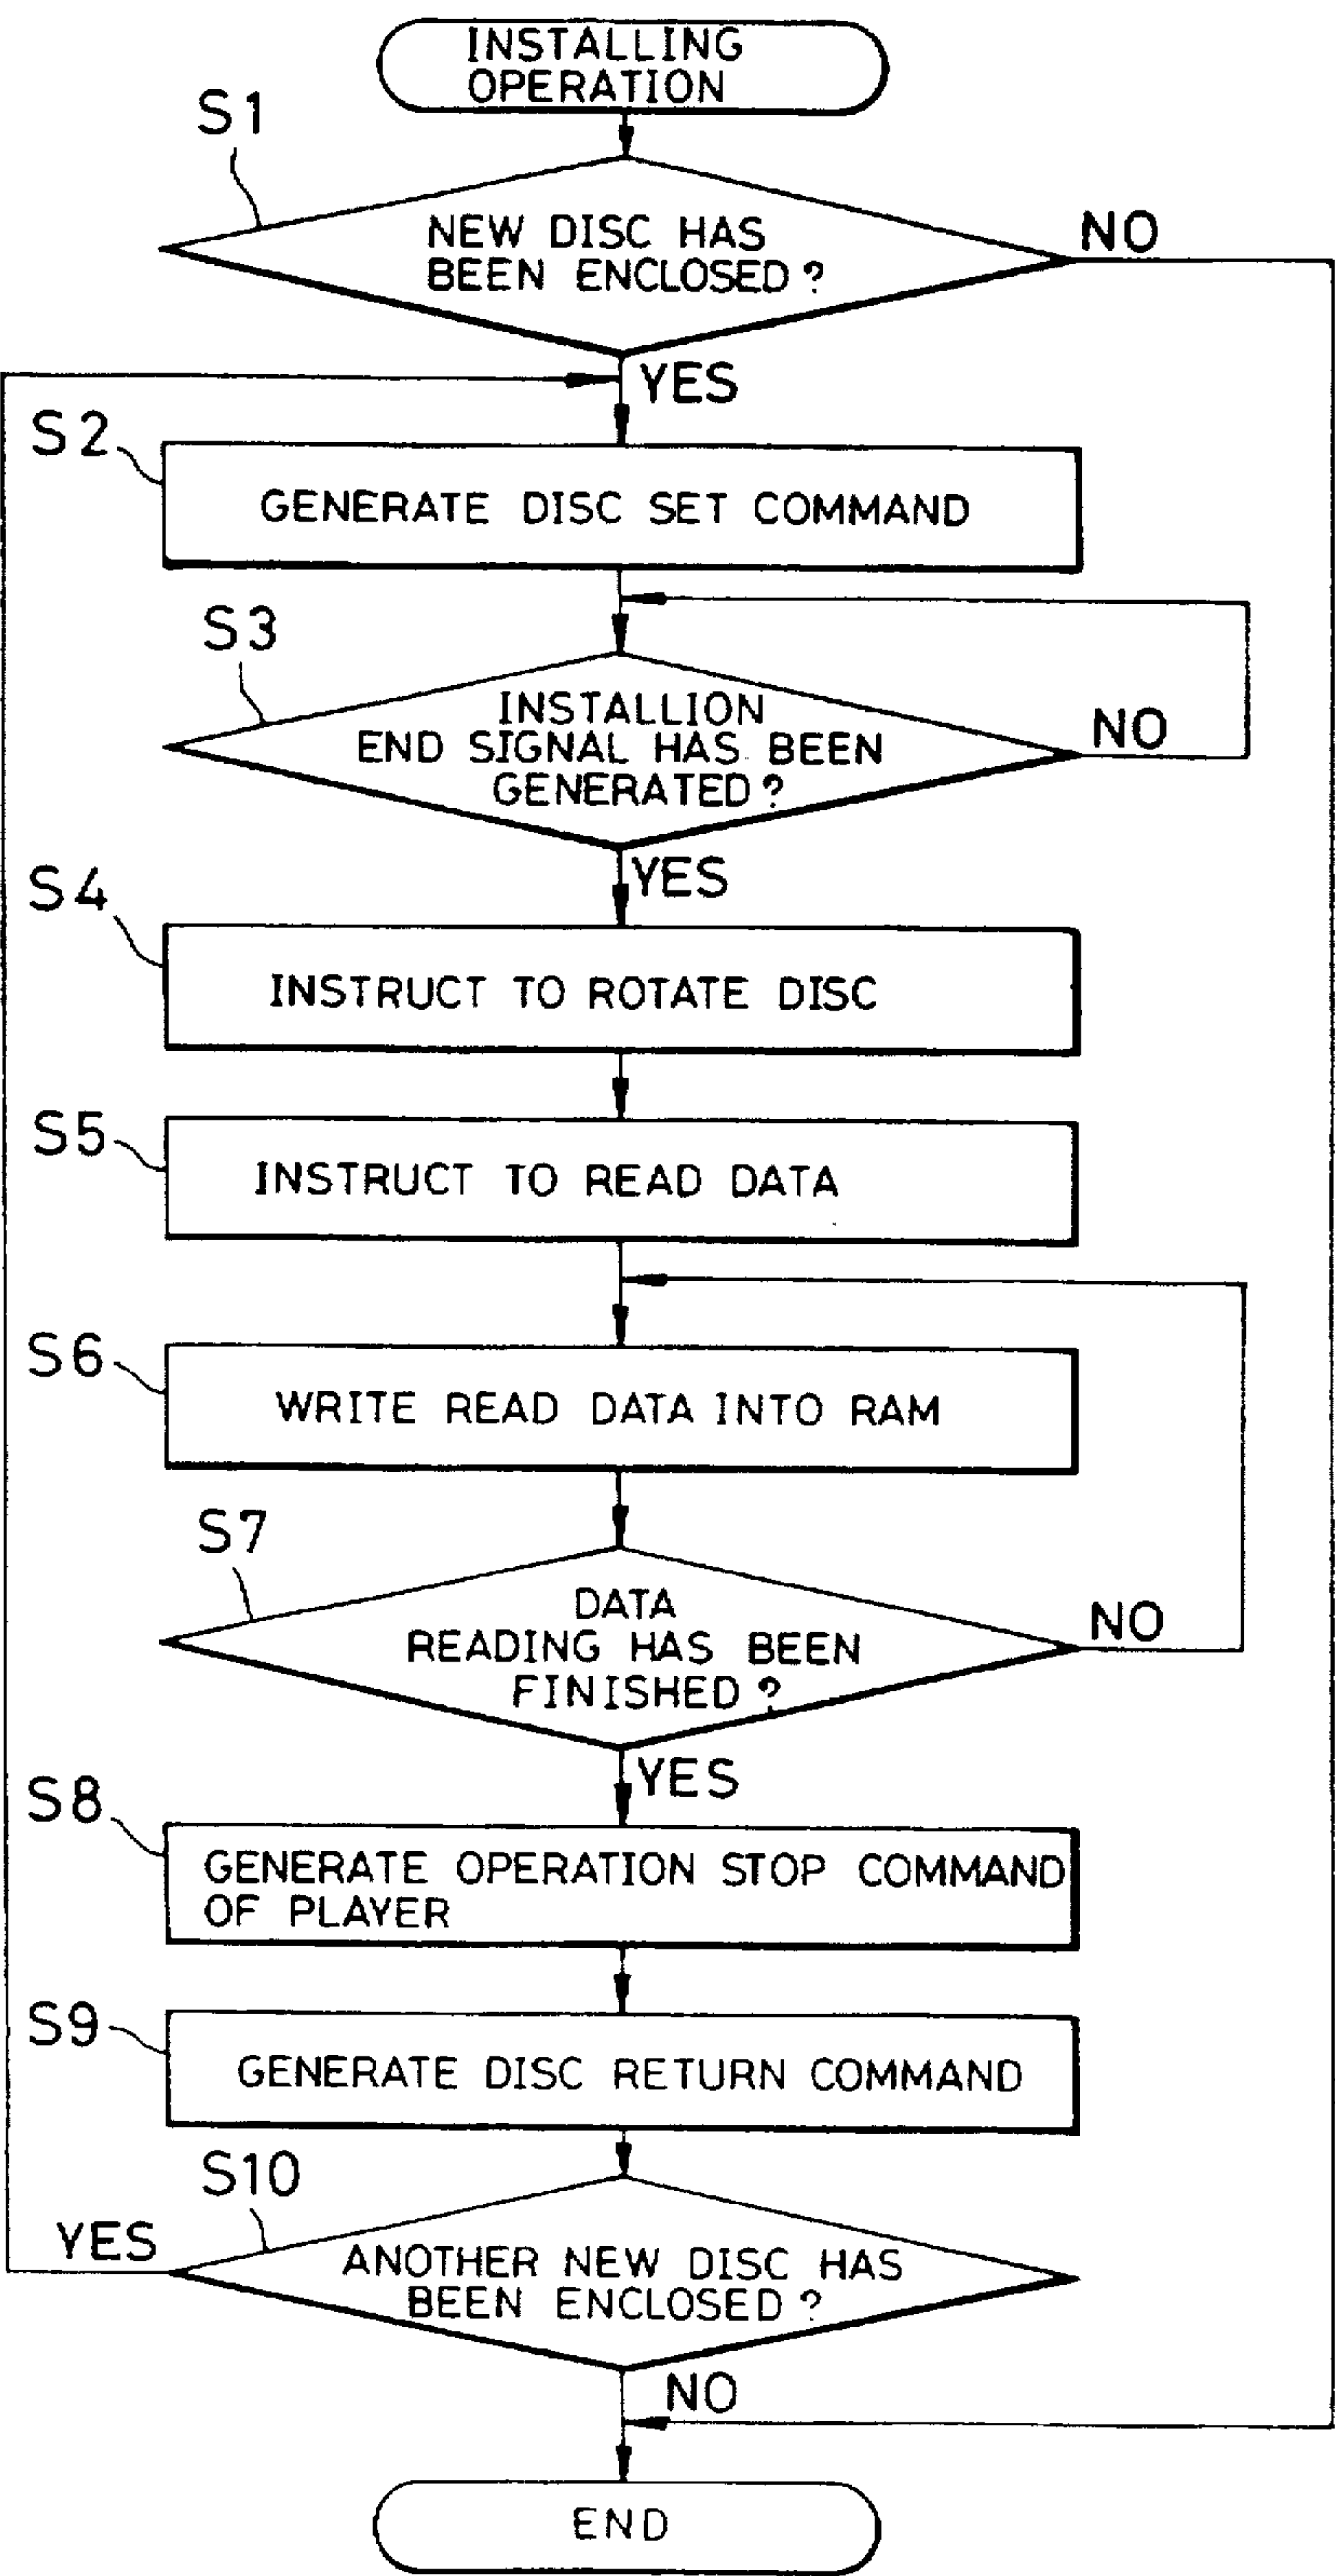 INSTALLING
OPERATION
S1
NEW DISC HAS
BEEN ENCLOSED?
NO
YES
S2
GENERATE DISC SET COMMAND
S3
INSTALLION
END SIGNAL HAS BEEN
GENERATED?
NO
YES
S4
INSTRUCT TO ROTATE DISC
S5
INSTRUCT TO READ DATA
S6
WRITE READ DATA INTO RAM
S7
DATA
READING HAS BEEN
FINISHED?
NO
YES
S8
GENERATE OPERATION STOP COMMAND
OF PLAYER
S9
GENERATE DISC RETURN COMMAND
S10
YES
ANOTHER NEW DISC HAS
BEEN ENCLOSED?
NO
END